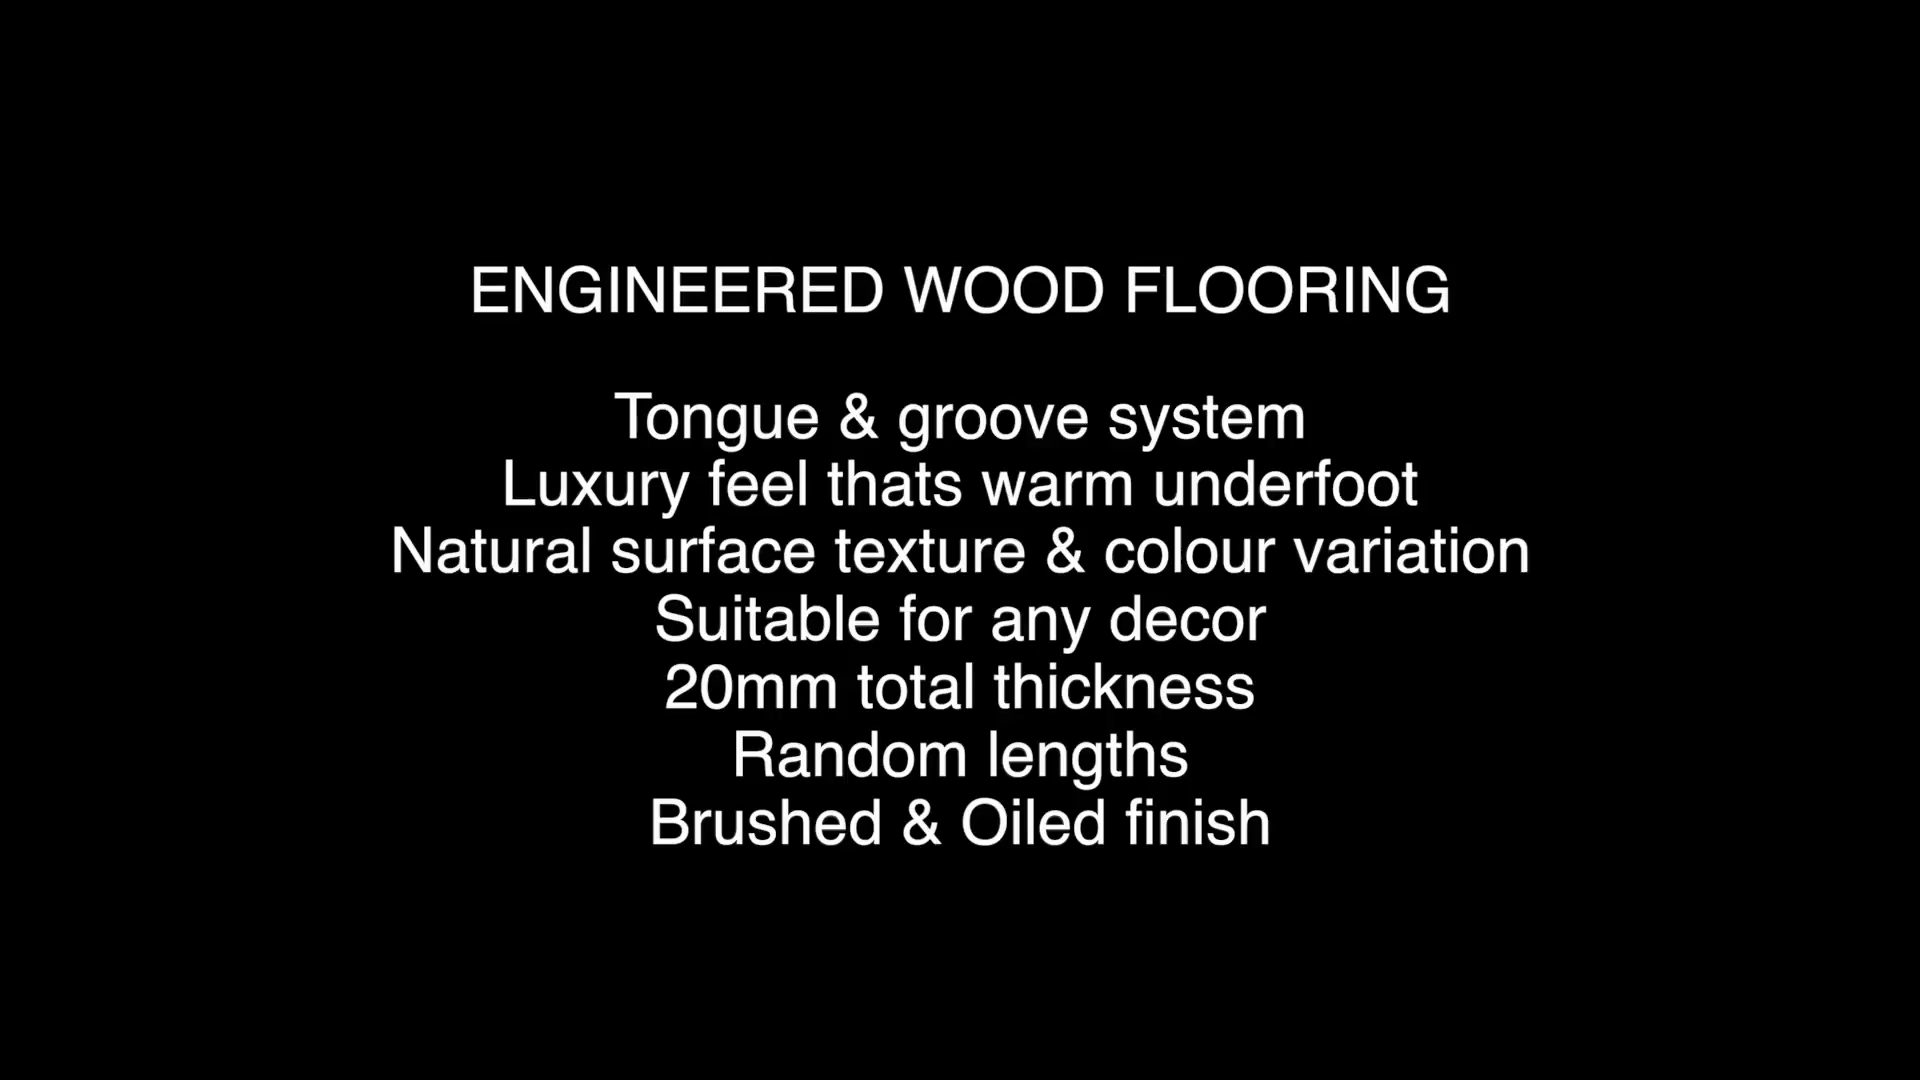 ENGINEERED WOOD FLOORING
Tongue & groove system
Luxury feel thats warm underfoot
Natural surface texture & colour variation
Suitable for any decor
20mm total thickness
Random lengths
Brushed & Oiled finish